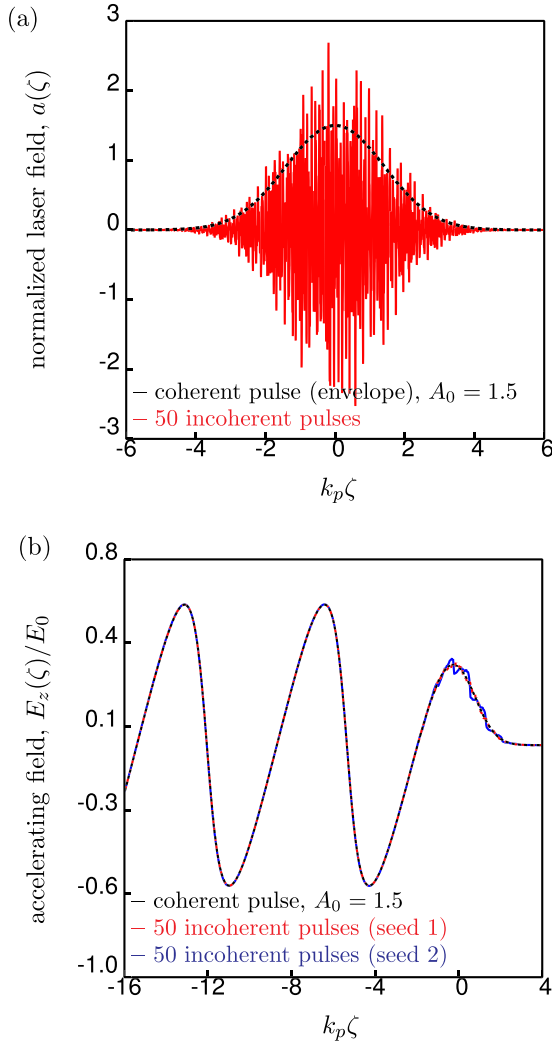 (a)
normalized laser field, a(ζ)
3
2
1
0
-1
-2
-3
– coherent pulse (envelope), A₀ = 1.5
– 50 incoherent pulses
-6 -4 -2 0 2 4 6
kₚζ
(b)
accelerating field, E_z(ζ)/E₀
0.8
0.4
0.1
-0.3
-0.6
-1.0
– coherent pulse, A₀ = 1.5
– 50 incoherent pulses (seed 1)
– 50 incoherent pulses (seed 2)
-16 -12 -8 -4 0 4
kₚζ